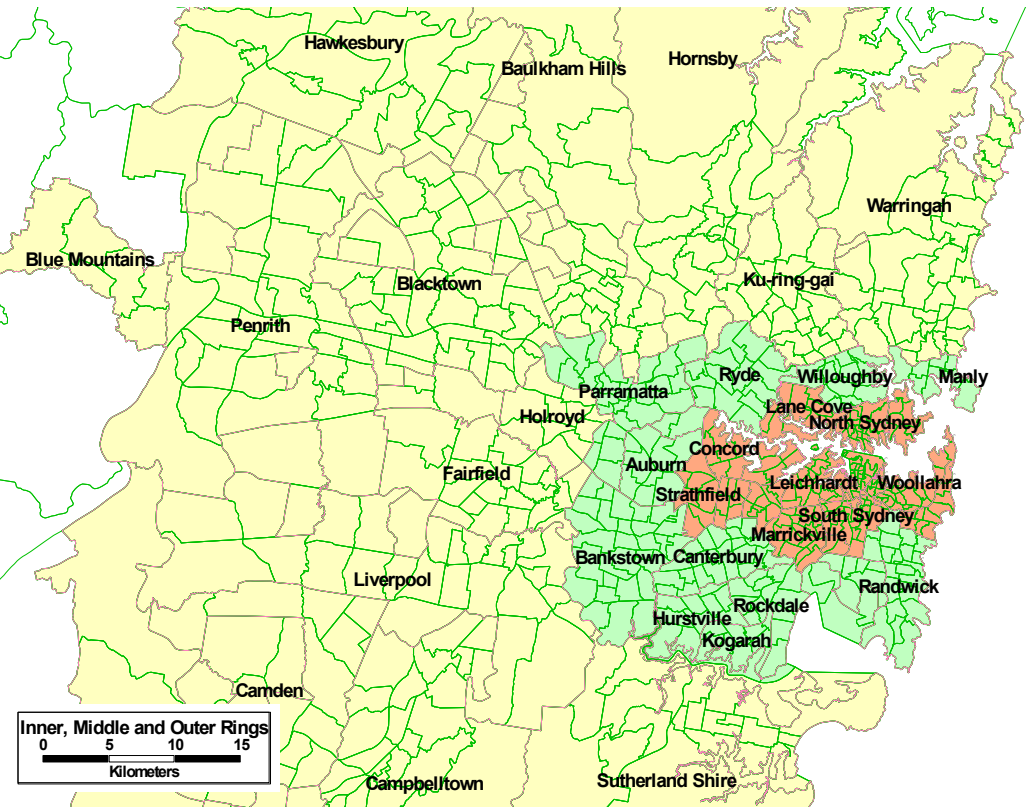 Hawkesbury
Baulkham Hills
Hornsby
Warringah
Blue Mountains
Blacktown
Ku-ring-gai
Penrith
Parramatta
Ryde
Willoughby
Manly
Holroyd
Lane Cove
North Sydney
Concord
Fairfield
Auburn
Strathfield
Leichhardt
Woollahra
South Sydney
Marrickville
Bankstown
Canterbury
Liverpool
Randwick
Rockdale
Hurstville
Kogarah
Camden
Campbelltown
Sutherland Shire
Inner, Middle and Outer Rings
0 5 10 15
Kilometers